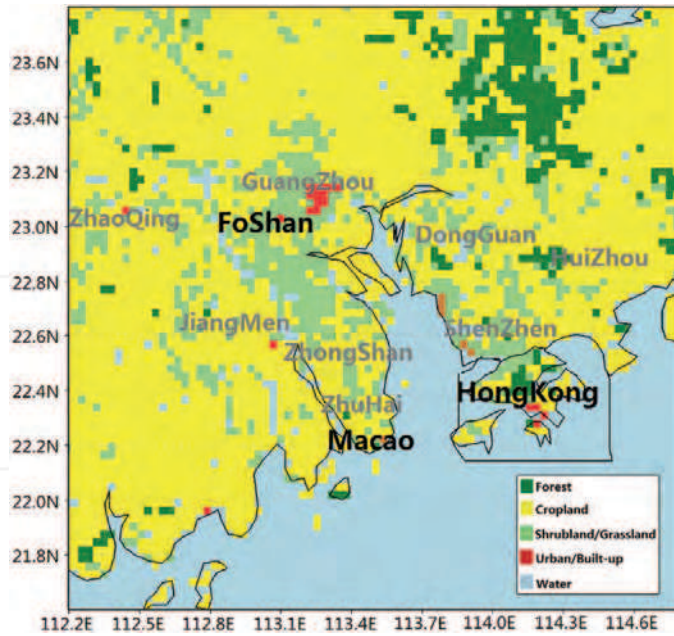 23.6N
23.4N
23.2N
23.0N
22.8N
22.6N
22.4N
22.2N
22.0N
21.8N
GuangZhou
ZhaoQing
FoShan
DongGuan
HuiZhou
JiangMen
ShenZhen
ZhongShan
HongKong
ZhuHai
Macao
Forest
Cropland
Shrubland/Grassland
Urban/Built-up
Water
112.2E 112.5E 112.8E 113.1E 113.4E 113.7E 114.0E 114.3E 114.6E